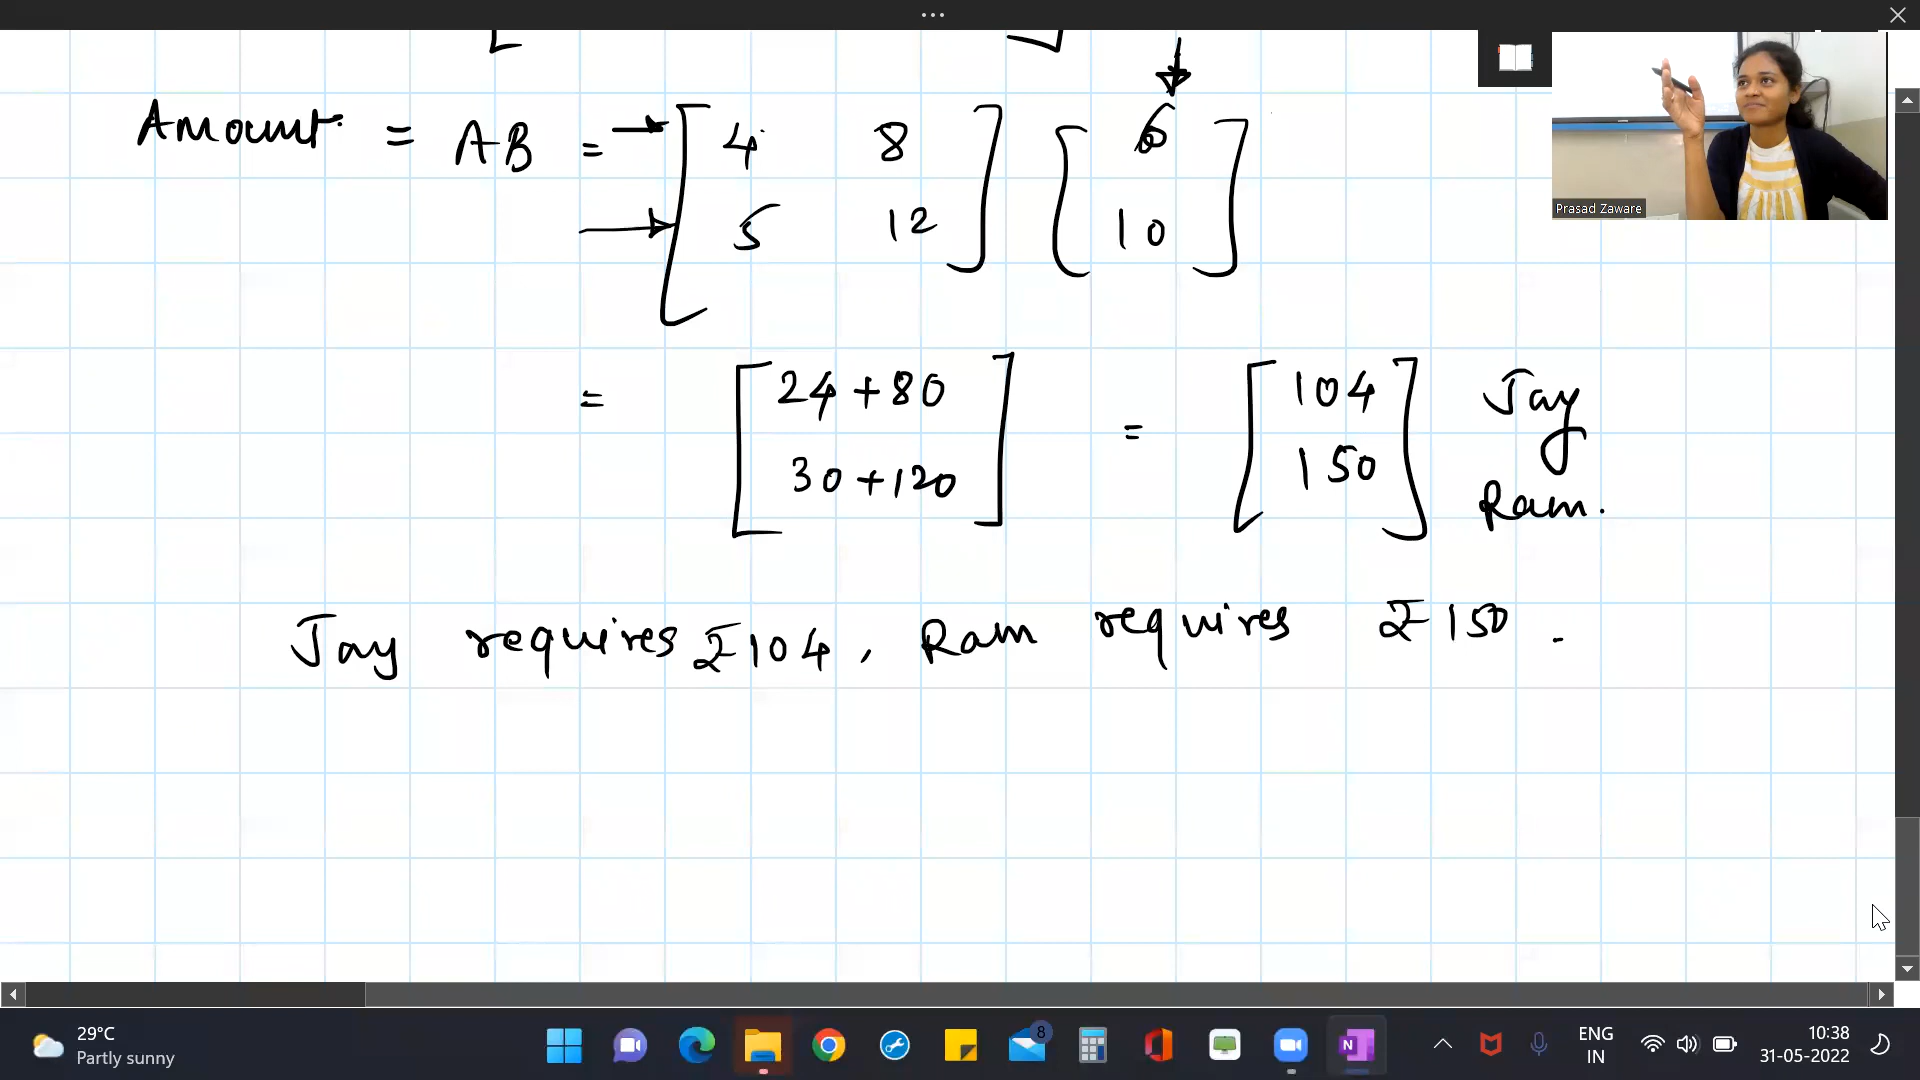 Amount = AB = [ 4 8 ] [ 6 ]
5 12 10
Prasad Zaware
= [ 24 + 80 ] = [ 104 ] Jay
30 + 120 150 Ram.
Jay requires ₹104, Ram requires ₹150.
29°C
Partly sunny
8
N
ENG
IN
10:38
31-05-2022